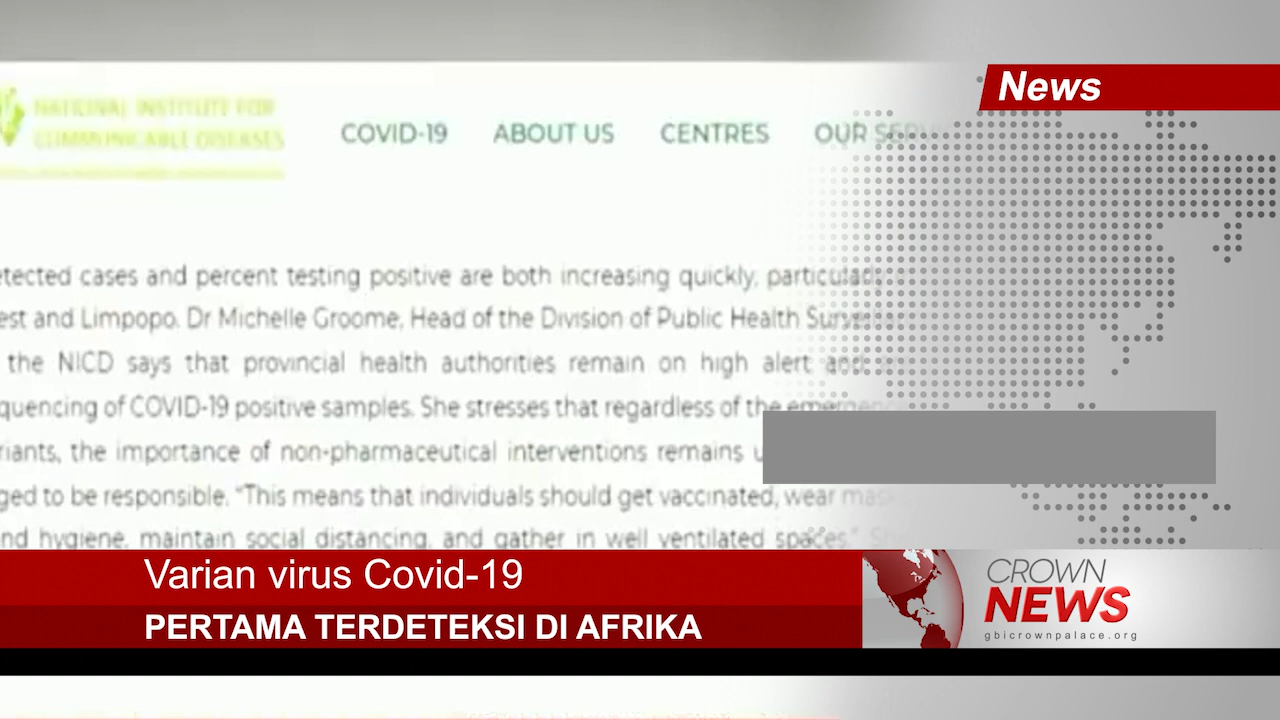 News
NATIONAL INSTITUTE FOR
COMMUNICABLE DISEASES
COVID-19 ABOUT US CENTRES OUR
etected cases and percent testing positive are both increasing quickly, particularly
est and Limpopo. Dr Michelle Groome, Head of the Division of Public Health
the NICD says that provincial health authorities remain on high alert and
quencing of COVID-19 positive samples. She stresses that regardless of the
riants, the importance of non-pharmaceutical interventions remains
ged to be responsible. "This means that individuals should get vaccinated, wear
nd hygiene, maintain social distancing, and gather in well ventilated spaces."
Varian virus Covid-19
PERTAMA TERDETEKSI DI AFRIKA
CROWN
NEWS
gbicrownpalace.org